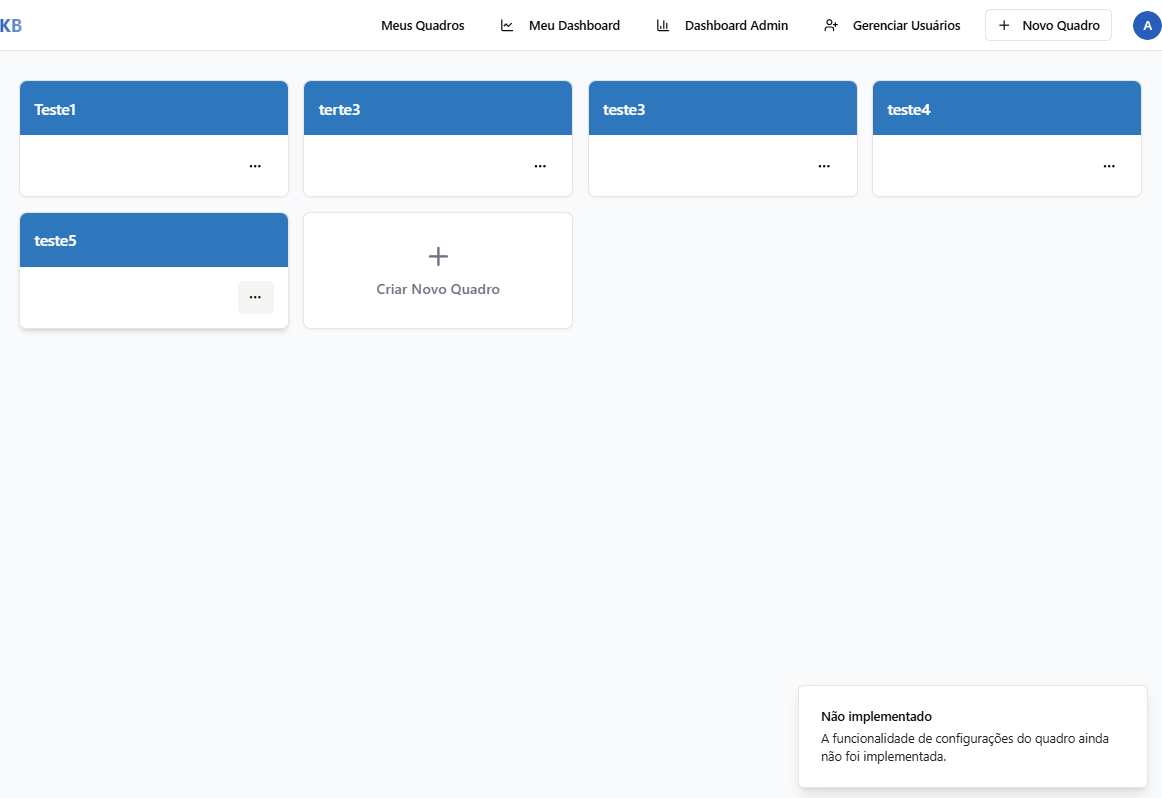 KB
Meus Quadros
Meu Dashboard
Dashboard Admin
Gerenciar Usuários
Novo Quadro
A
Teste1
terte3
teste3
teste4
...
...
...
...
teste5
...
Criar Novo Quadro
Não implementado
A funcionalidade de configurações do quadro ainda
não foi implementada.